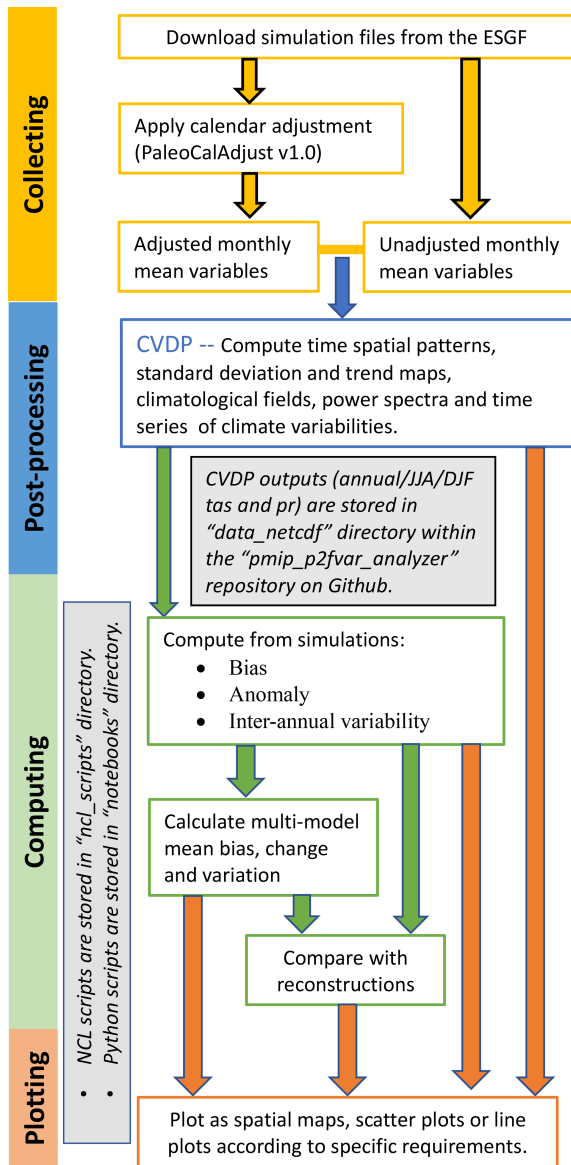 Collecting
Download simulation files from the ESGF
Apply calendar adjustment
(PaleoCalAdjust v1.0)
Adjusted monthly
mean variables
Unadjusted monthly
mean variables
Post-processing
CVDP -- Compute time spatial patterns,
standard deviation and trend maps,
climatological fields, power spectra and time
series of climate variabilities.
CVDP outputs (annual/JJA/DJF
tas and pr) are stored in
“data_netcdf” directory within
the “pmip_p2fvar_analyzer”
repository on Github.
Computing
• NCL scripts are stored in “ncl_scripts” directory.
• Python scripts are stored in “notebooks” directory.
Compute from simulations:
• Bias
• Anomaly
• Inter-annual variability
Calculate multi-model
mean bias, change
and variation
Compare with
reconstructions
Plotting
Plot as spatial maps, scatter plots or line
plots according to specific requirements.